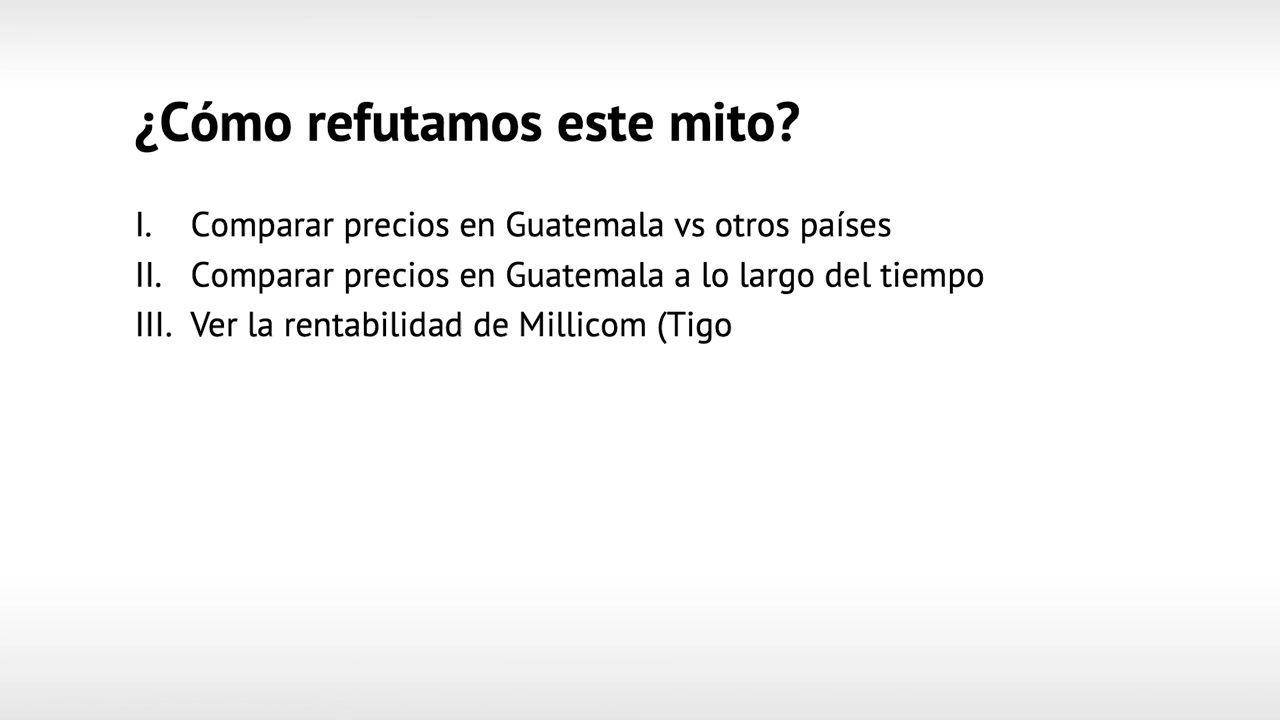 ¿Cómo refutamos este mito?
I. Comparar precios en Guatemala vs otros países
II. Comparar precios en Guatemala a lo largo del tiempo
III. Ver la rentabilidad de Millicom (Tigo